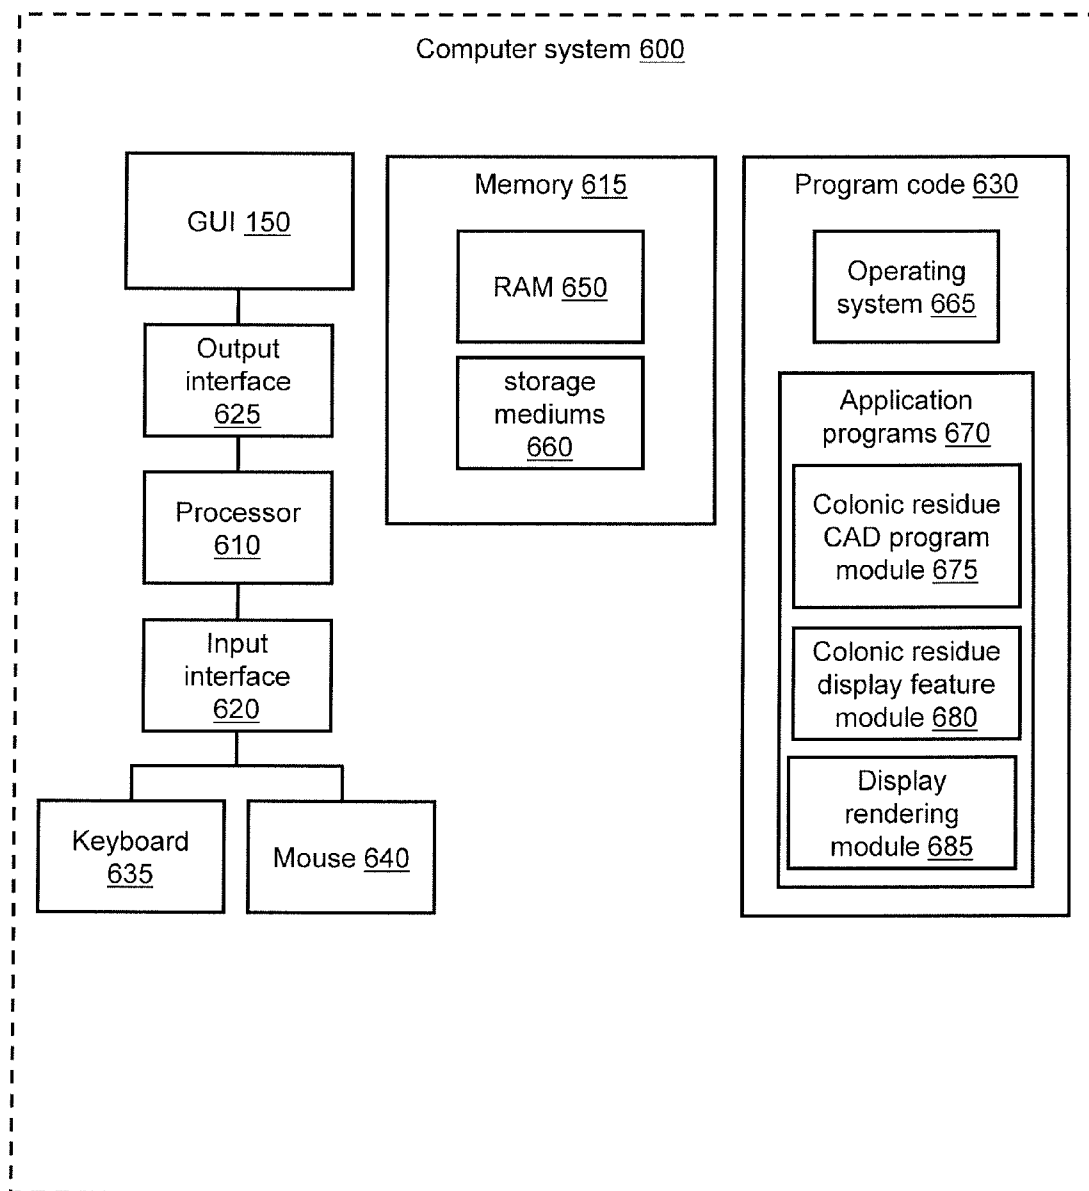 Computer system 600
GUI 150
Output
interface
625
Processor
610
Input
interface
620
Keyboard
635
Mouse 640
Memory 615
RAM 650
storage
mediums
660
Program code 630
Operating
system 665
Application
programs 670
Colonic residue
CAD program
module 675
Colonic residue
display feature
module 680
Display
rendering
module 685